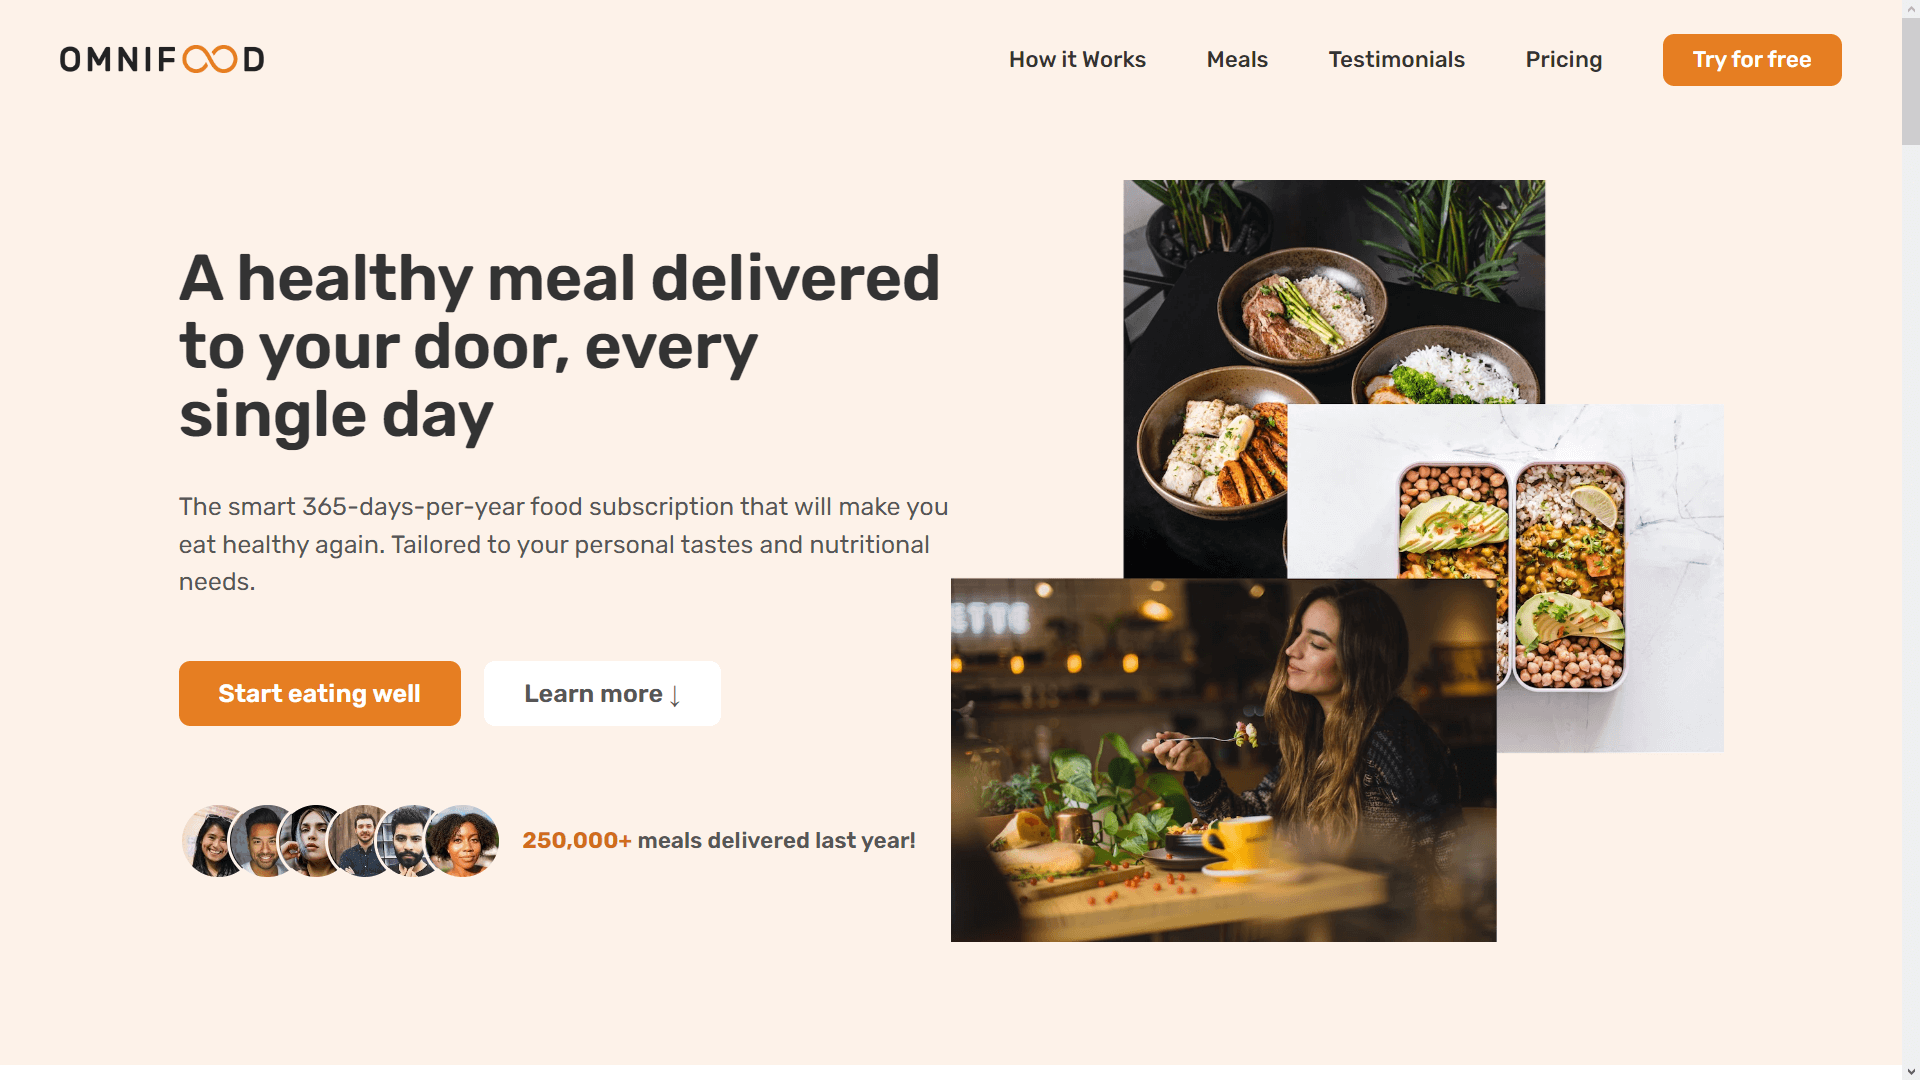 OMNIFOOD
How it Works
Meals
Testimonials
Pricing
Try for free
A healthy meal delivered
to your door, every
single day
The smart 365-days-per-year food subscription that will make you
eat healthy again. Tailored to your personal tastes and nutritional
needs.
Start eating well
Learn more ↓
250,000+ meals delivered last year!
ETTE